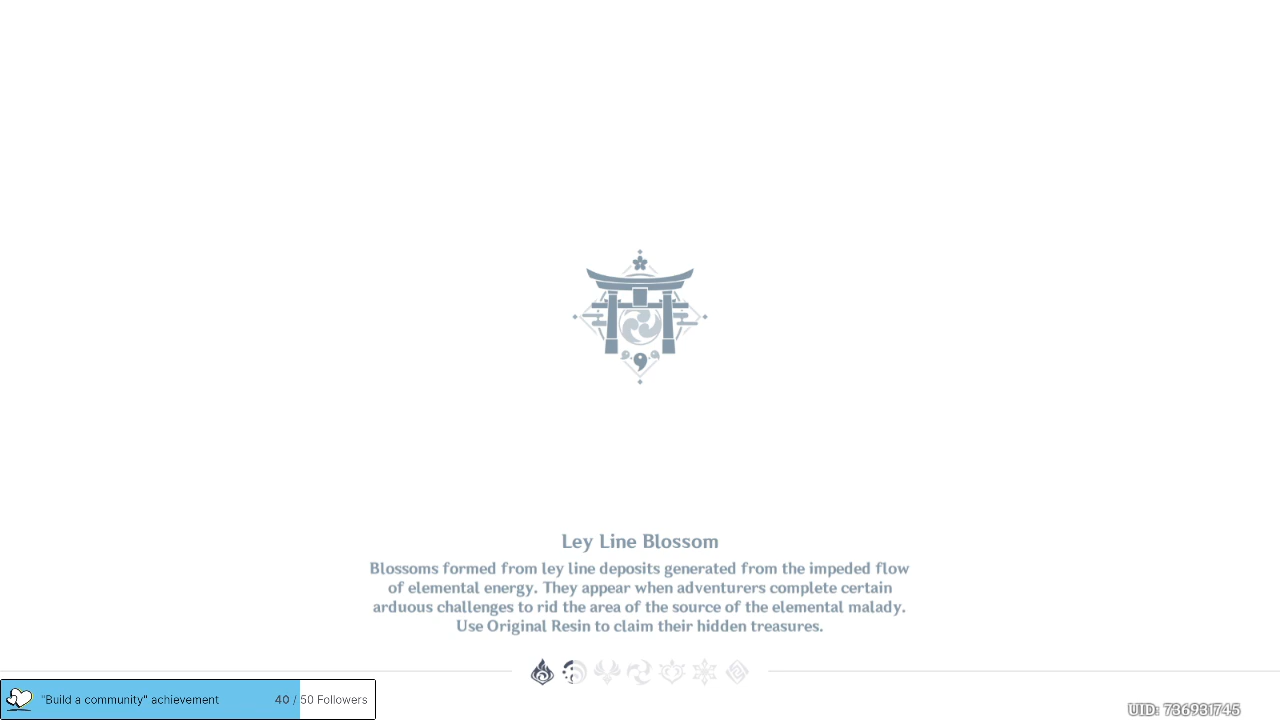 Ley Line Blossom
Blossoms formed from ley line deposits generated from the impeded flow
of elemental energy. They appear when adventurers complete certain
arduous challenges to rid the area of the source of the elemental malady.
Use Original Resin to claim their hidden treasures.
"Build a community" achievement 40 / 50 Followers
UID: 736931745